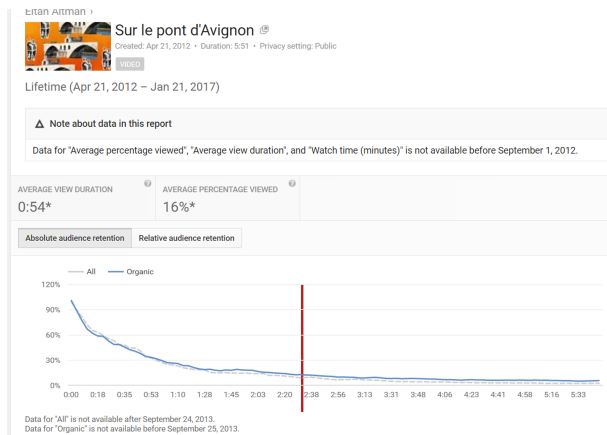 Eitan Altman ›
Sur le pont d'Avignon
Created: Apr 21, 2012 • Duration: 5:51 • Privacy setting: Public
VIDEO
Lifetime (Apr 21, 2012 – Jan 21, 2017)
Note about data in this report
Data for "Average percentage viewed", "Average view duration", and "Watch time (minutes)" is not available before September 1, 2012.
AVERAGE VIEW DURATION ?
0:54*
AVERAGE PERCENTAGE VIEWED ?
16%*
Absolute audience retention Relative audience retention
All Organic
120%
90%
60%
30%
0%
0:00 0:18 0:35 0:53 1:10 1:28 1:45 2:03 2:20 2:38 2:56 3:13 3:31 3:48 4:06 4:23 4:41 4:58 5:16 5:33
Data for "All" is not available after September 24, 2013.
Data for "Organic" is not available before September 25, 2013.